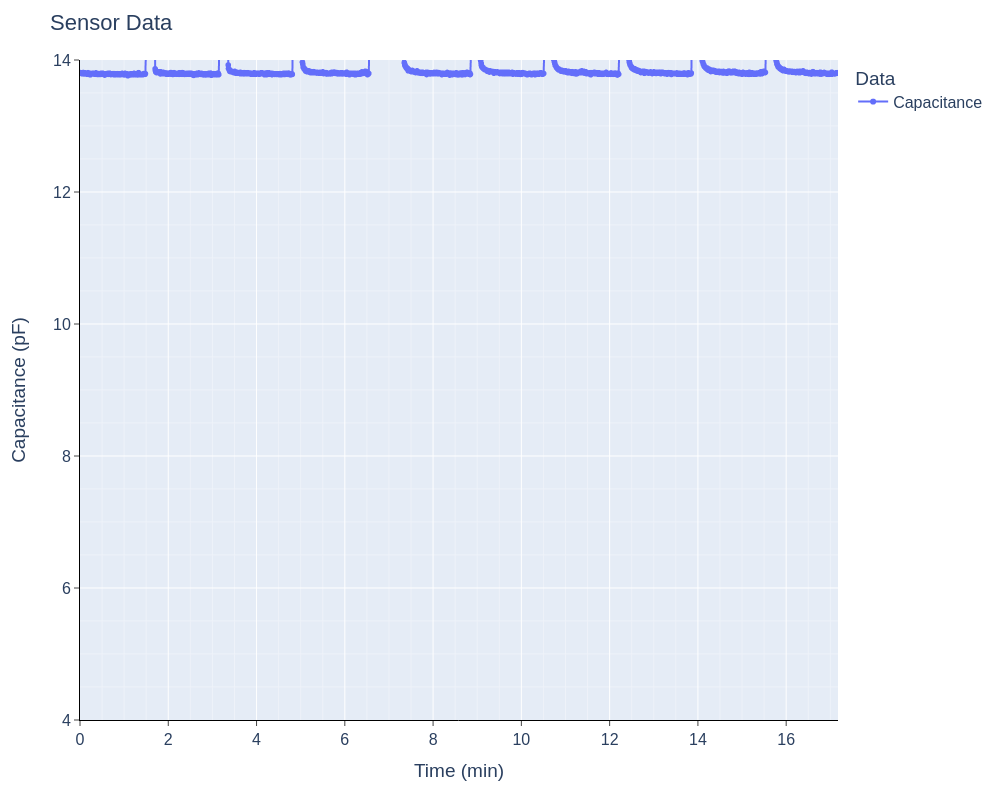 Sensor Data
Data
Capacitance
Capacitance (pF)
14
12
10
8
6
4
0 2 4 6 8 10 12 14 16
Time (min)